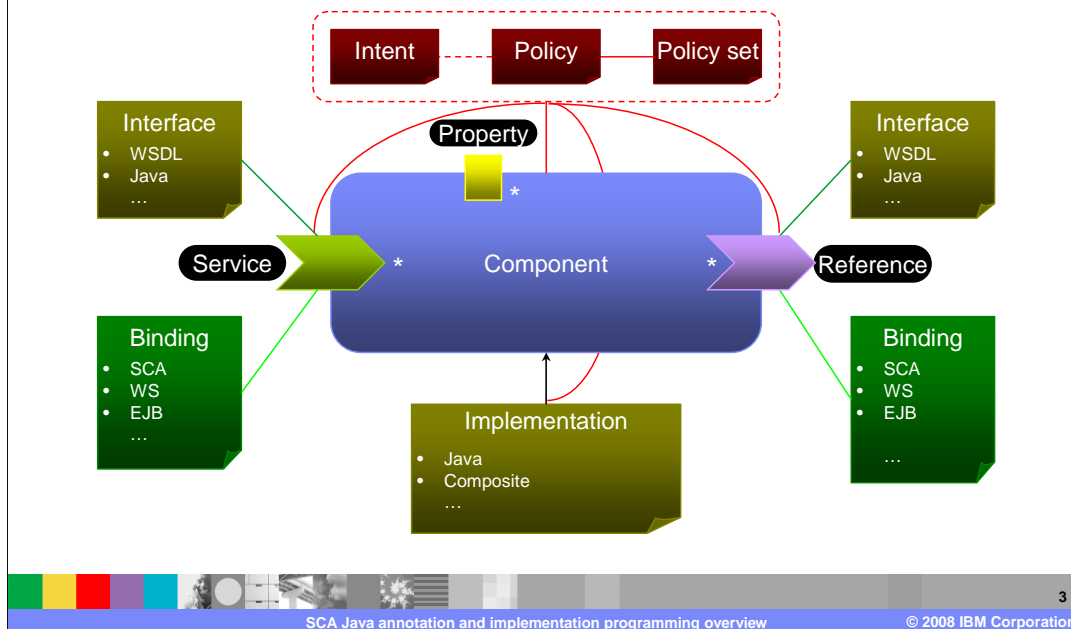 Intent
Policy
Policy set
Interface
• WSDL
• Java
…
Property
*
Interface
• WSDL
• Java
…
Service
*
Component
*
Reference
Binding
• SCA
• WS
• EJB
…
Binding
• SCA
• WS
• EJB
…
Implementation
• Java
• Composite
…
3
SCA Java annotation and implementation programming overview
© 2008 IBM Corporation